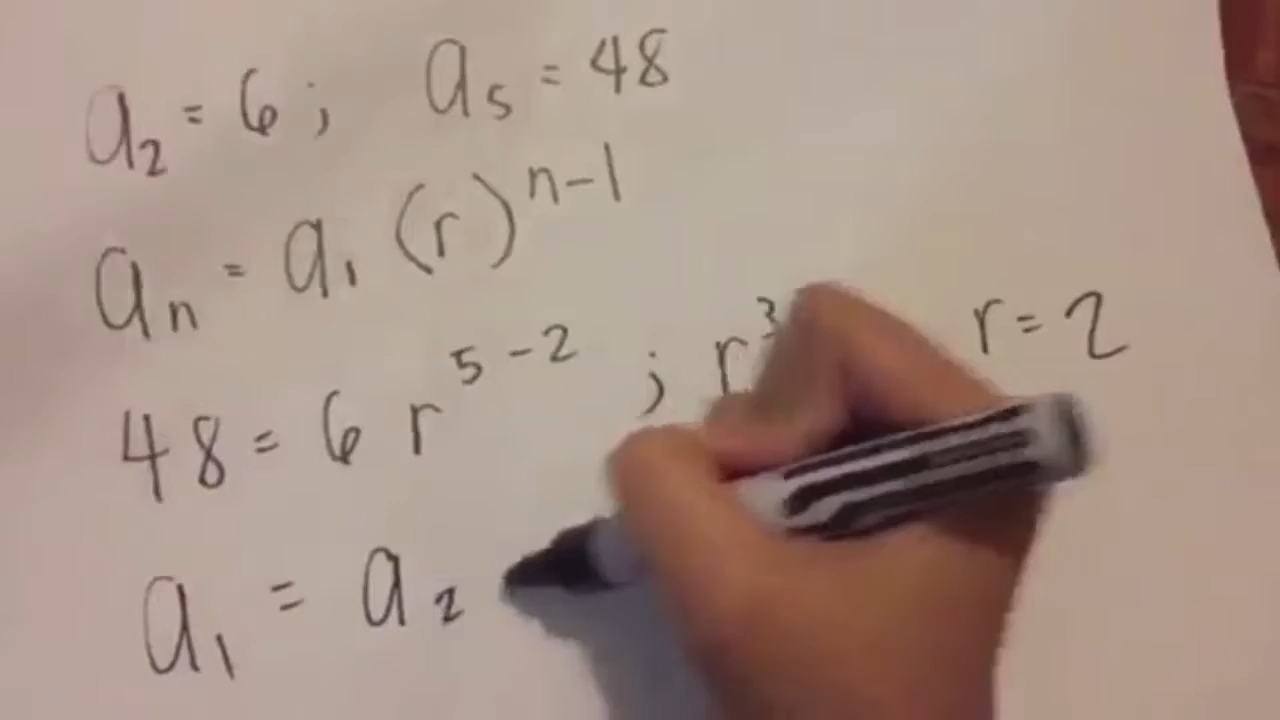 a₂ = 6 ; a₅ = 48
aₙ = a₁ (r)ⁿ⁻¹
48 = 6 r⁵⁻² ; r³ r = 2
a₁ = a₂